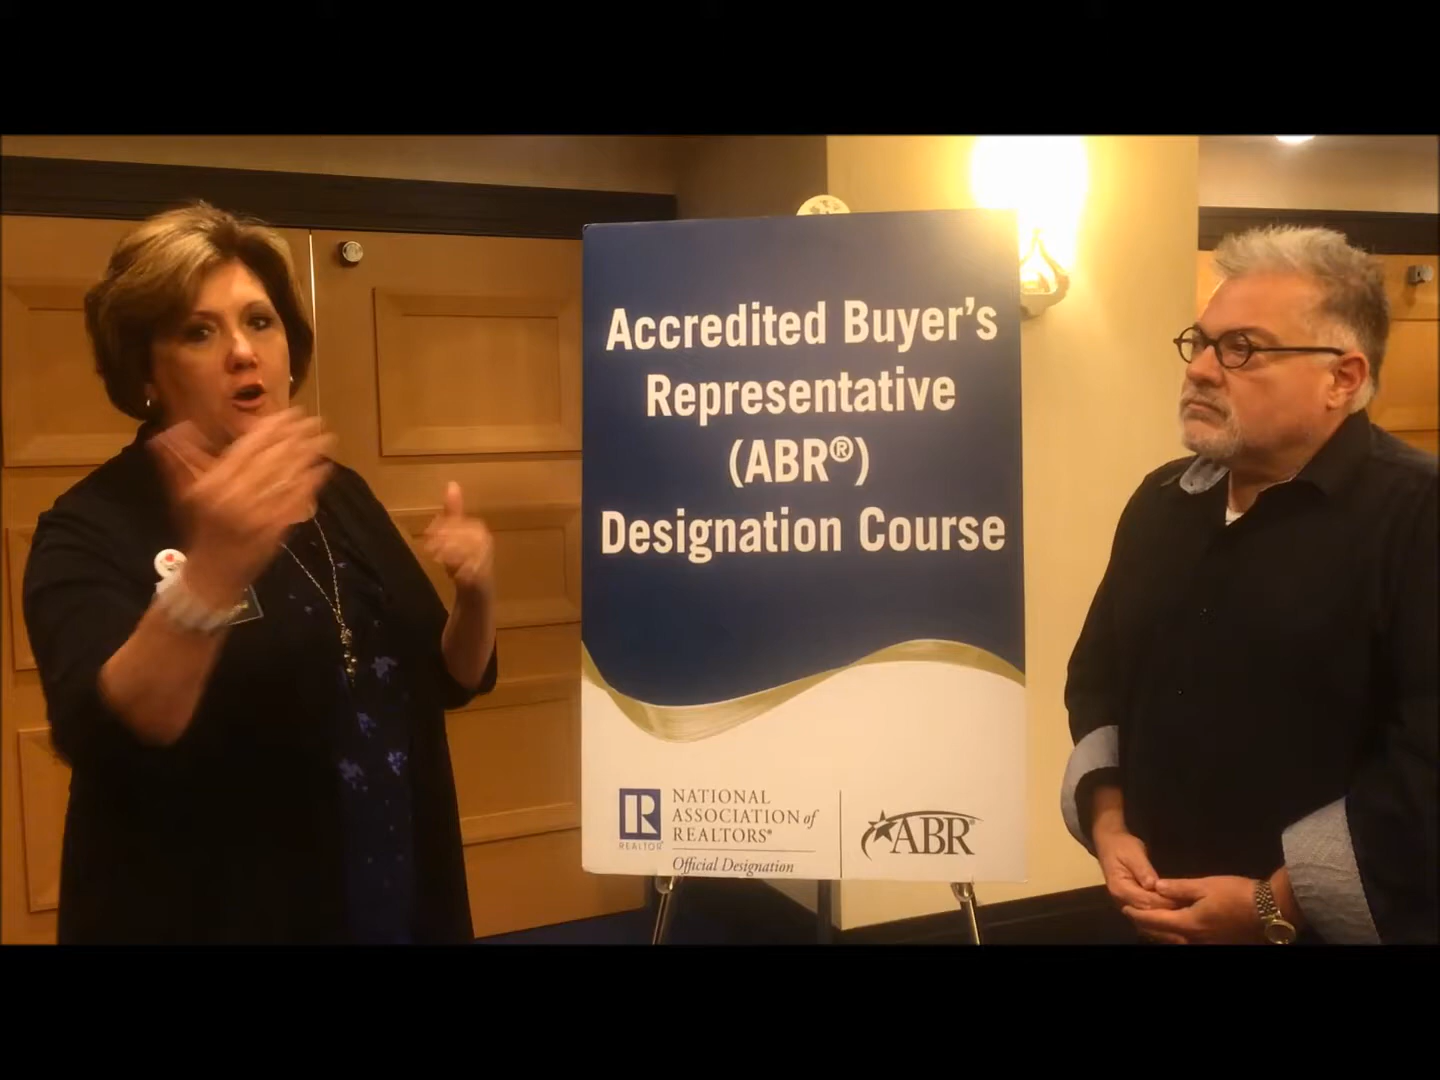 Accredited Buyer's
Representative
(ABR®)
Designation Course
NATIONAL
ASSOCIATION of
REALTORS®
REALTOR®
Official Designation
ABR®